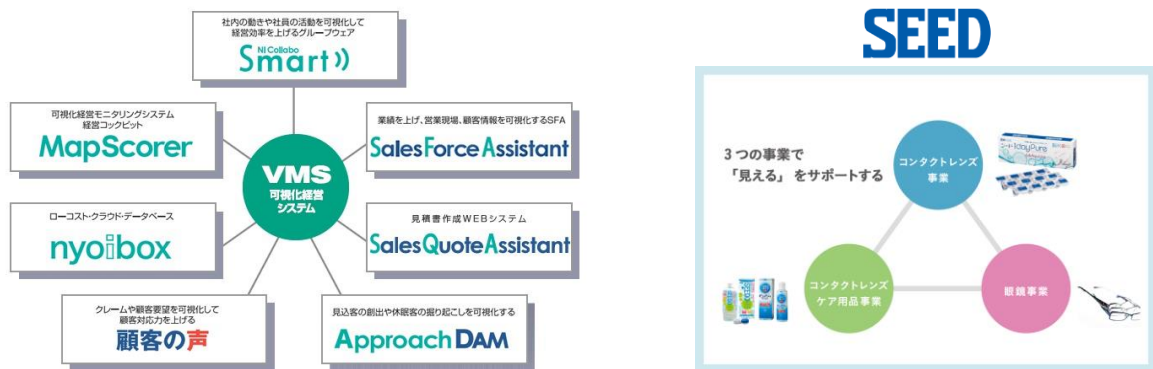 社内の動きや社員の活動を可視化して
経営効率を上げるグループウェア
NI Collabo
Smart
可視化経営モニタリングシステム
経営コックピット
MapScorer
業績を上げ、営業現場、顧客情報を可視化するSFA
SalesForceAssistant
VMS
可視化経営
システム
ローコスト・クラウド・データベース
nyoibox
見積書作成WEBシステム
SalesQuoteAssistant
クレームや顧客要望を可視化して
顧客対応力を上げる
顧客の声
見込客の創出や休眠客の掘り起こしを可視化する
ApproachDAM
SEED
3つの事業で
「見える」をサポートする
コンタクトレンズ
事業
1dayPure
コンタクトレンズ
ケア用品事業
SEED
眼鏡事業